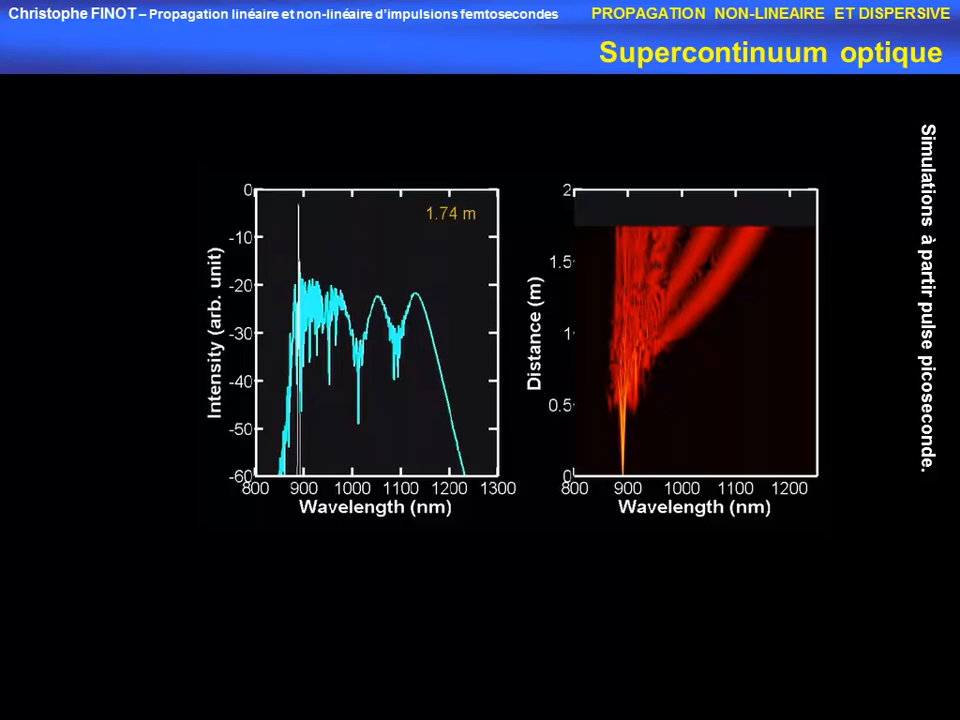 Christophe FINOT – Propagation linéaire et non-linéaire d'impulsions femtosecondes
PROPAGATION NON-LINEAIRE ET DISPERSIVE
Supercontinuum optique
Simulations à partir pulse picoseconde.
1.74 m
Intensity (arb. unit)
0
-10
-20
-30
-40
-50
-60
800 900 1000 1100 1200 1300
Wavelength (nm)
Distance (m)
2
1.5
1
0.5
0
800 900 1000 1100 1200
Wavelength (nm)